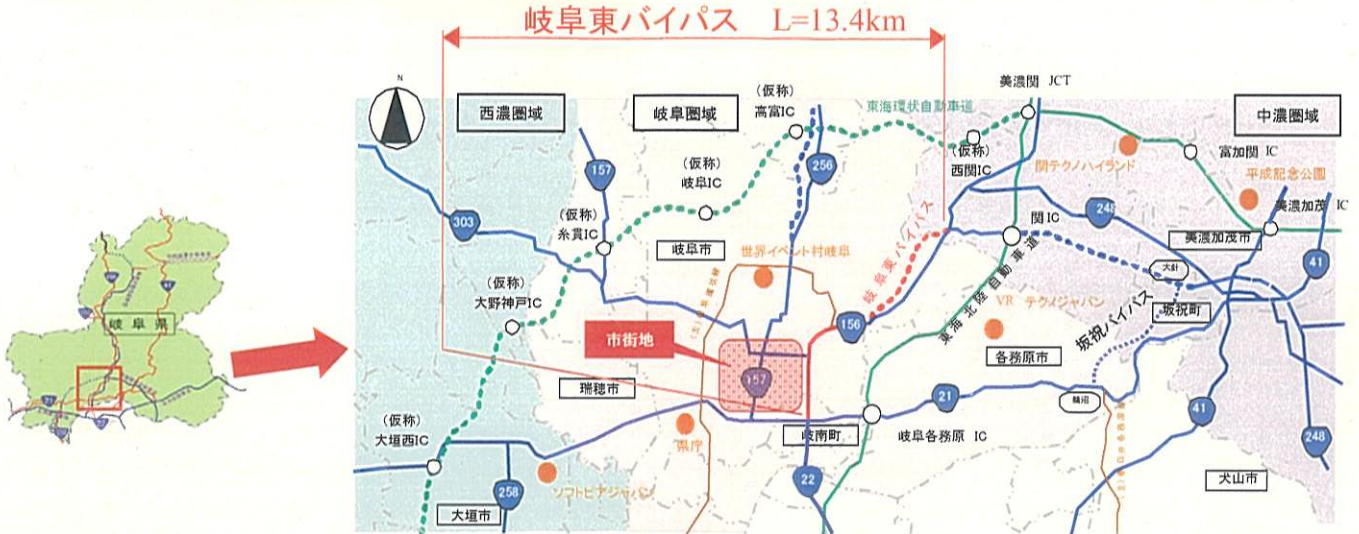 岐阜東バイパス L=13.4km
N
西濃圏域
岐阜圏域
中濃圏域
美濃関 JCT
東海環状自動車道
(仮称)
高富IC
(仮称)
西関IC
関テクノハイランド
富加関 IC
平成記念公園
美濃加茂 IC
157
256
(仮称)
岐阜IC
303
(仮称)
糸貫IC
岐阜市
世界イベント村岐阜
岐阜東バイパス
関IC
248
美濃加茂市
41
(仮称)
大野神戸IC
156
東海北陸自動車道
VR テクノジャパン
坂祝バイパス
坂祝町
大針
岐阜県
市街地
157
瑞穂市
各務原市
21
鵜沼
41
248
(仮称)
大垣西IC
県庁
岐南町
岐阜各務原 IC
ソフトピアジャパン
258
22
大垣市
犬山市